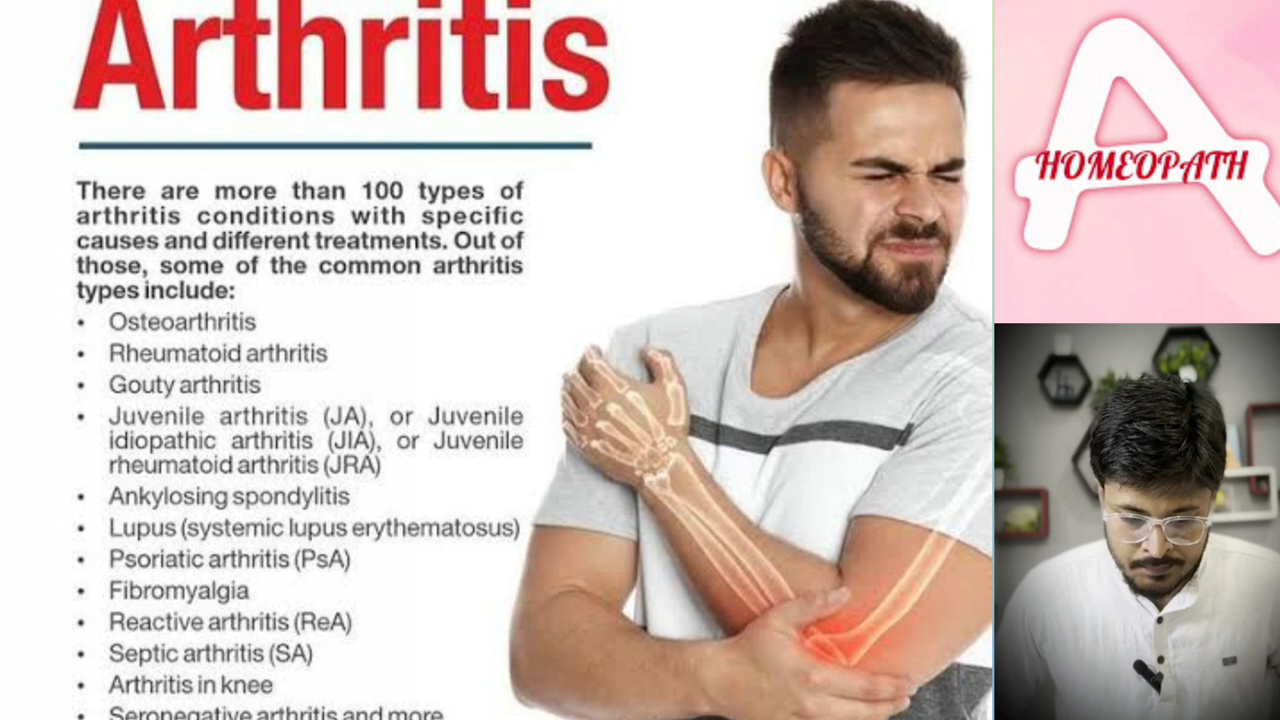 Arthritis
There are more than 100 types of
arthritis conditions with specific
causes and different treatments. Out of
those, some of the common arthritis
types include:
• Osteoarthritis
• Rheumatoid arthritis
• Gouty arthritis
• Juvenile arthritis (JA), or Juvenile
idiopathic arthritis (JIA), or Juvenile
rheumatoid arthritis (JRA)
• Ankylosing spondylitis
• Lupus (systemic lupus erythematosus)
• Psoriatic arthritis (PsA)
• Fibromyalgia
• Reactive arthritis (ReA)
• Septic arthritis (SA)
• Arthritis in knee
• Seronegative arthritis and more
A
HOMEOPATH